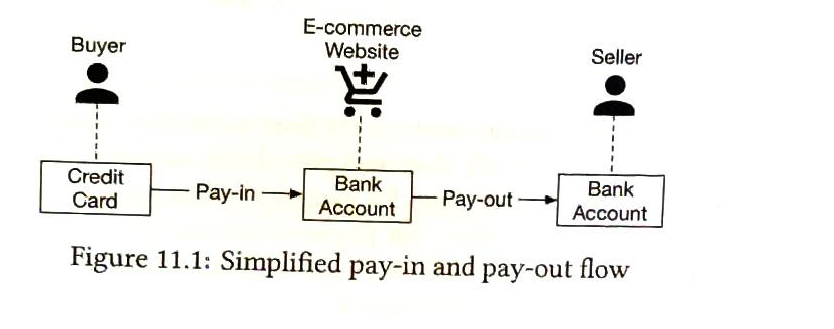 Buyer
E-commerce
Website
Seller
Credit
Card
Pay-in
Bank
Account
Pay-out
Bank
Account
Figure 11.1: Simplified pay-in and pay-out flow